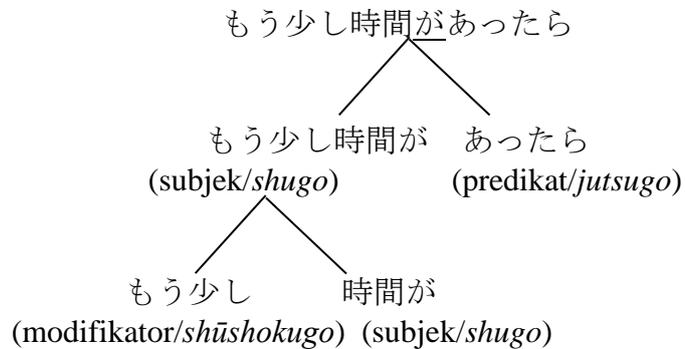 もう少し時間があったら
もう少し時間が あったら
(subjek/shugo) (predikat/jutsugo)
もう少し 時間が
(modifikator/shūshokugo) (subjek/shugo)